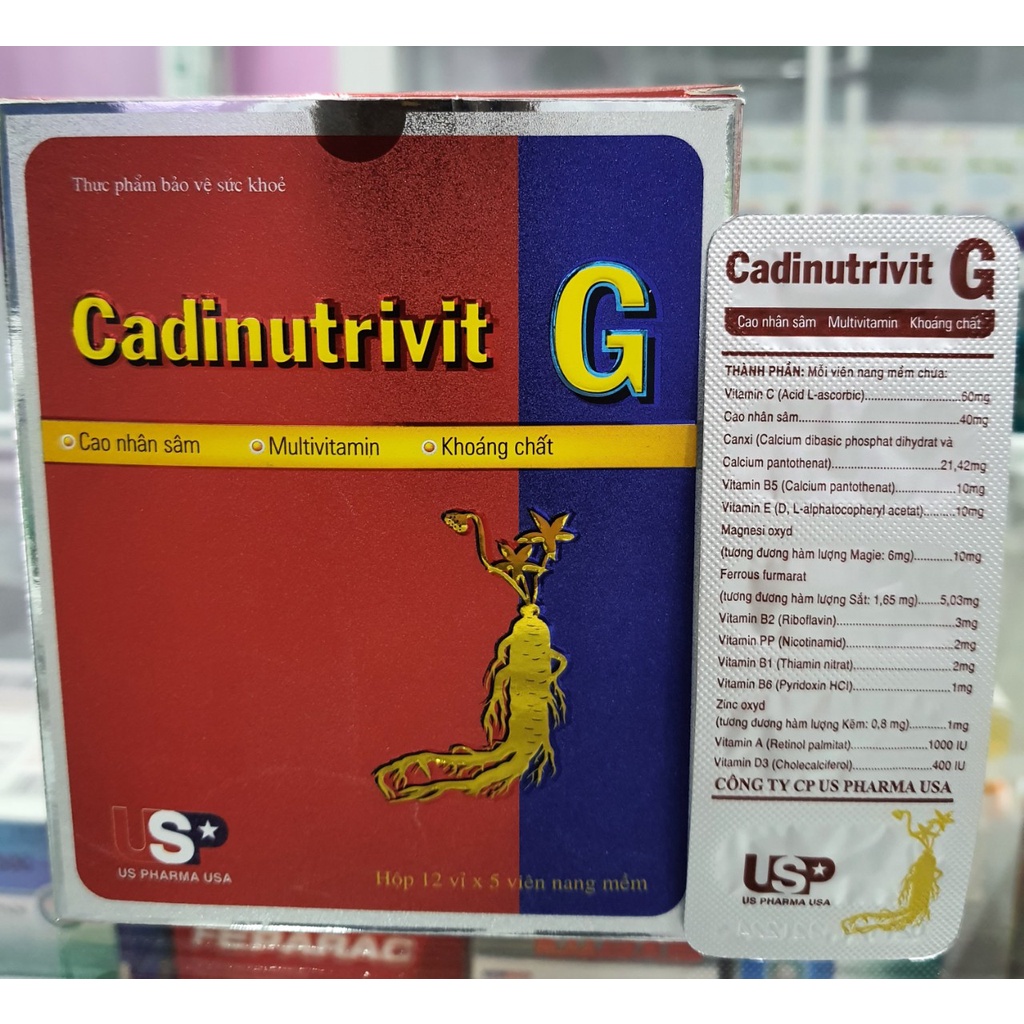 Thực phẩm bảo vệ sức khoẻ
Cadinutrivit G
Cao nhân sâm Multivitamin Khoáng chất
USP
US PHARMA USA
Hộp 12 vỉ x 5 viên nang mềm
Cadinutrivit G
Cao nhân sâm Multivitamin Khoáng chất
THÀNH PHẦN: Mỗi viên nang mềm chứa:
Vitamin C (Acid L-ascorbic)....................60mg
Cao nhân sâm....................40mg
Canxi (Calcium dibasic phosphat dihydrat và
Calcium pantothenat)....................21,42mg
Vitamin B5 (Calcium pantothenat)....................10mg
Vitamin E (D, L-alphatocopheryl acetat)..........10mg
Magnesi oxyd
(tương đương hàm lượng Magie: 6mg)............10mg
Ferrous furmarat
(tương đương hàm lượng Sắt: 1,65 mg).......5,03mg
Vitamin B2 (Riboflavin)....................3mg
Vitamin PP (Nicotinamid)....................2mg
Vitamin B1 (Thiamin nitrat)....................2mg
Vitamin B6 (Pyridoxin HCl)....................1mg
Zinc oxyd
(tương đương hàm lượng Kẽm: 0,8 mg)...........1mg
Vitamin A (Retinol palmitat)....................1000 IU
Vitamin D3 (Cholecalciferol)....................400 IU
CÔNG TY CP US PHARMA USA
USP
US PHARMA USA